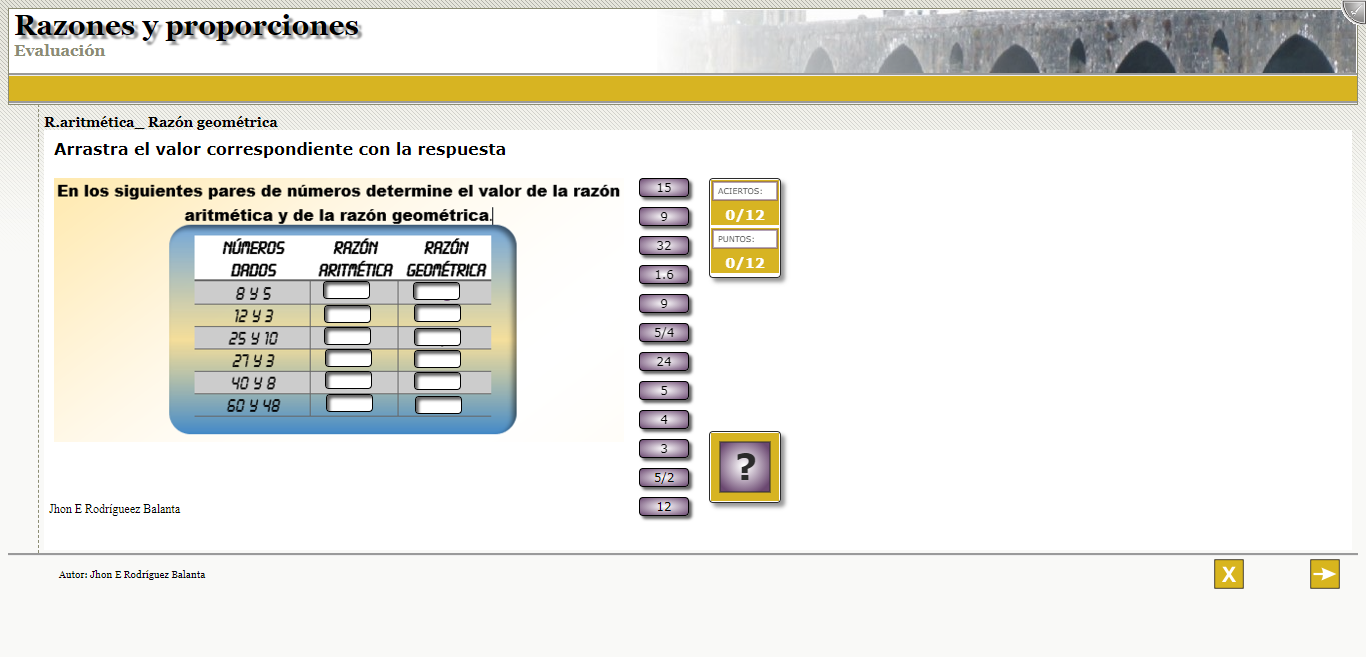 Razones y proporciones
Evaluación
R.aritmética_ Razón geométrica
Arrastra el valor correspondiente con la respuesta
En los siguientes pares de números determine el valor de la razón
aritmética y de la razón geométrica.
NÚMEROS RAZÓN RAZÓN
DADOS ARITMÉTICA GEOMÉTRICA
8 Y 5
12 Y 3
25 Y 10
27 Y 3
40 Y 8
60 Y 48
15
9
32
1.6
9
5/4
24
5
4
3
5/2
12
ACIERTOS:
0/12
PUNTOS:
0/12
?
Jhon E Rodrígueez Balanta
Autor: Jhon E Rodríguez Balanta
X